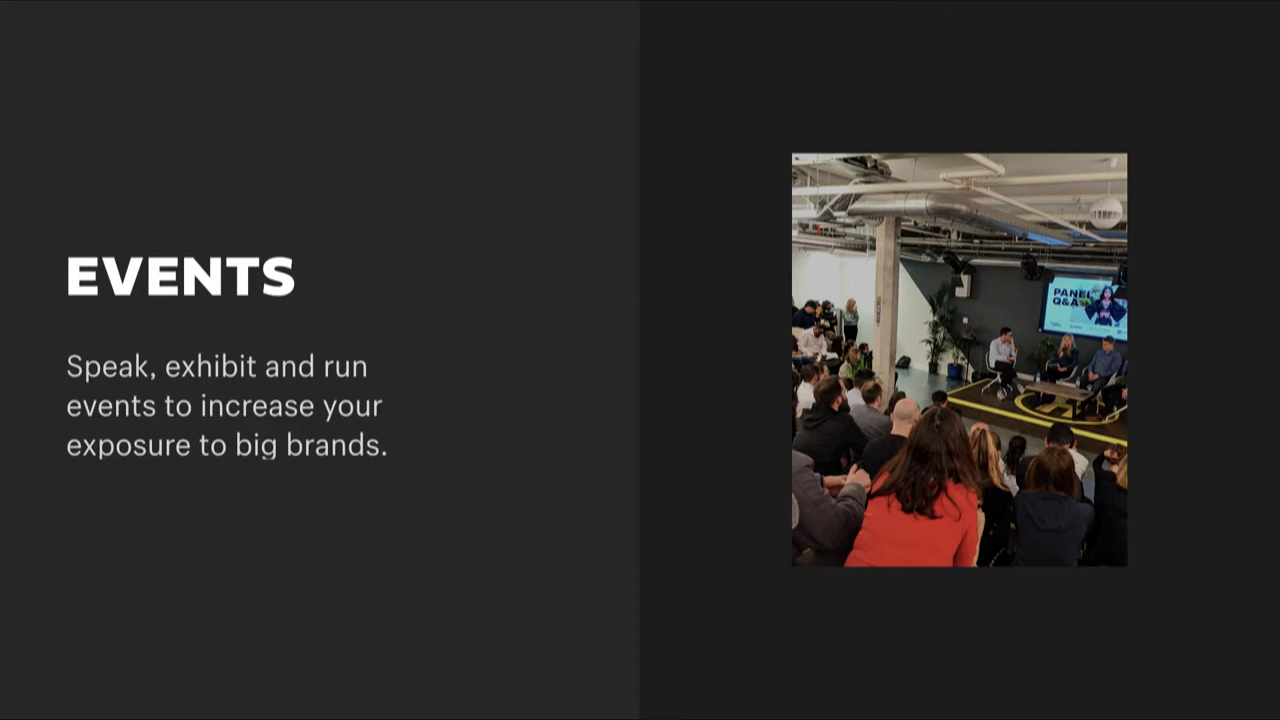 EVENTS
Speak, exhibit and run
events to increase your
exposure to big brands.
PANEL
Q&A